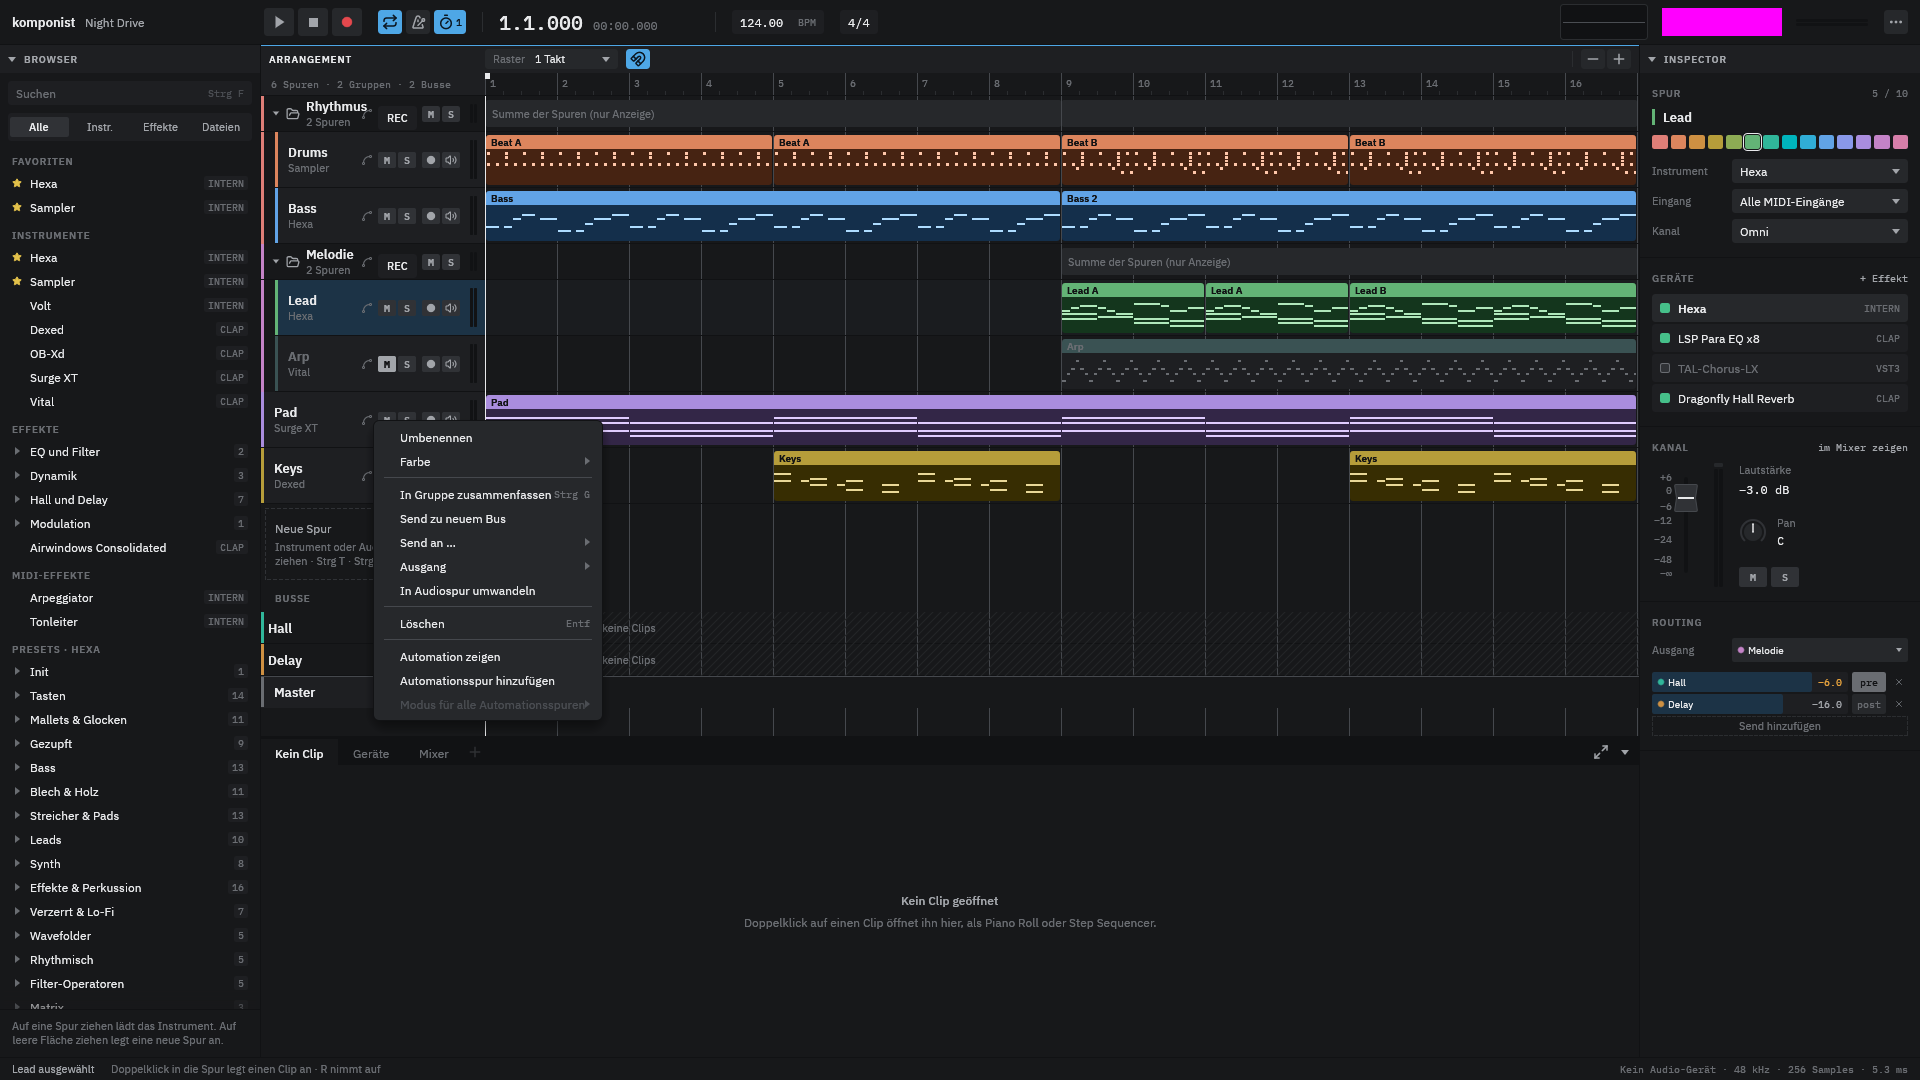 komponist Night Drive
1
1.1.000 00:00.000
124.00 BPM
4/4
BROWSER
Suchen Strg F
Alle Instr. Effekte Dateien
FAVORITEN
Hexa INTERN
Sampler INTERN
INSTRUMENTE
Hexa INTERN
Sampler INTERN
Volt INTERN
Dexed CLAP
OB-Xd CLAP
Surge XT CLAP
Vital CLAP
EFFEKTE
EQ und Filter 2
Dynamik 3
Hall und Delay 7
Modulation 4
Airwindows Consolidated CLAP
MIDI-EFFEKTE
Arpeggiator INTERN
Tonleiter INTERN
PRESETS · HEXA
Init 1
Tasten 14
Mallets & Glocken 11
Gezupft 9
Bass 13
Blech & Holz 11
Streicher & Pads 13
Leads 10
Synth 8
Effekte & Perkussion 16
Verzerrt & Lo-Fi 7
Wavefolder 5
Rhythmisch 5
Filter-Operatoren 5
Matrix 3
Auf eine Spur ziehen lädt das Instrument. Auf
leere Fläche ziehen legt eine neue Spur an.
ARRANGEMENT
Raster 1 Takt
6 Spuren · 2 Gruppen · 2 Busse
1 2 3 4 5 6 7 8 9 10 11 12 13 14 15 16
Rhythmus
2 Spuren
REC M S
Summe der Spuren (nur Anzeige)
Drums
Sampler
M S
Beat A Beat A Beat B Beat B
Bass
Hexa
M S
Bass Bass 2
Melodie
2 Spuren
REC M S
Summe der Spuren (nur Anzeige)
Lead
Hexa
M S
Lead A Lead A Lead B
Arp
Vital
M S
Arp
Pad
Surge XT
Pad
Keys
Dexed
Keys Keys
Neue Spur
Instrument oder Au
ziehen · Strg T · Strg
BUSSE
Hall
keine Clips
Delay
keine Clips
Master
Umbenennen
Farbe
In Gruppe zusammenfassen Strg G
Send zu neuem Bus
Send an ...
Ausgang
In Audiospur umwandeln
Löschen Entf
Automation zeigen
Automationsspur hinzufügen
Modus für alle Automationsspuren
Kein Clip Geräte Mixer
Kein Clip geöffnet
Doppelklick auf einen Clip öffnet ihn hier, als Piano Roll oder Step Sequencer.
INSPECTOR
SPUR 5 / 10
Lead
Instrument Hexa
Eingang Alle MIDI-Eingänge
Kanal Omni
GERÄTE + Effekt
Hexa INTERN
LSP Para EQ x8 CLAP
TAL-Chorus-LX VST3
Dragonfly Hall Reverb CLAP
KANAL im Mixer zeigen
+6
0
−6
−12
−24
−48
−∞
Lautstärke
−3.0 dB
Pan
C
M S
ROUTING
Ausgang Melodie
Hall −6.0 pre ×
Delay −16.0 post ×
Send hinzufügen
Lead ausgewählt Doppelklick in die Spur legt einen Clip an · R nimmt auf
Kein Audio-Gerät · 48 kHz · 256 Samples · 5.3 ms